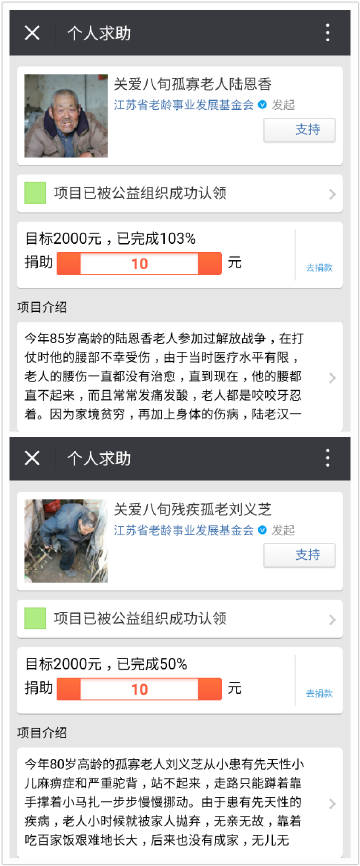 个人求助
关爱八旬孤寡老人陆恩香
江苏省老龄事业发展基金会 发起
支持
项目已被公益组织成功认领
目标2000元，已完成103%
捐助 10 元
去捐款
项目介绍
今年85岁高龄的陆恩香老人参加过解放战争，在打
仗时他的腰部不幸受伤，由于当时医疗水平有限，
老人的腰伤一直都没有治愈，直到现在，他的腰都
直不起来，而且常常发痛发酸，老人都是咬咬牙忍
着。因为家境贫穷，再加上身体的伤病，陆老汉一
个人求助
关爱八旬残疾孤老刘义芝
江苏省老龄事业发展基金会 发起
支持
项目已被公益组织成功认领
目标2000元，已完成50%
捐助 10 元
去捐款
项目介绍
今年80岁高龄的孤寡老人刘义芝从小患有先天性小
儿麻痹症和严重驼背，站不起来，走路只能蹲着靠
手撑着小马扎一步步慢慢挪动。由于患有先天性的
疾病，老人小时候就被家人抛弃，无亲无故，靠着
吃百家饭艰难地长大，后来也没有成家，无儿无